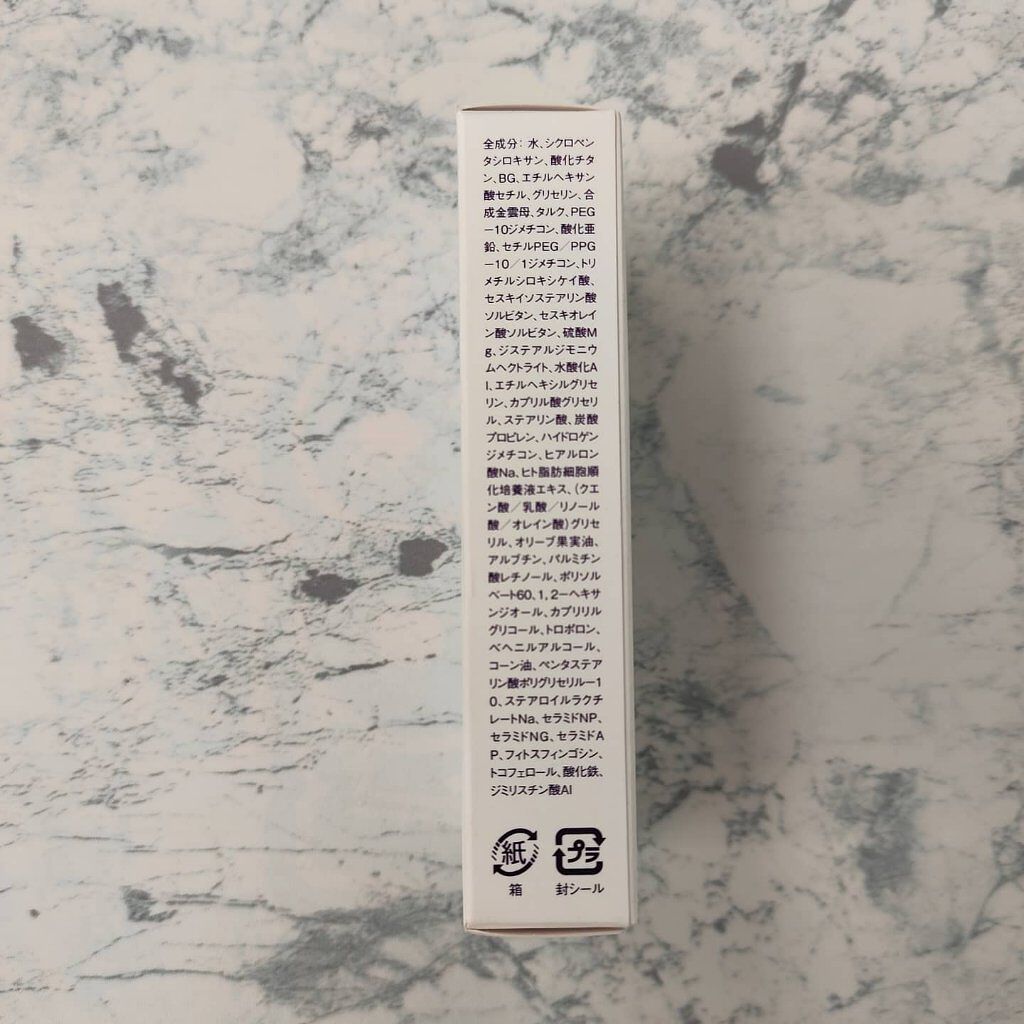 全成分: 水、シクロペン
タシロキサン、酸化チタ
ン、BG、エチルヘキサン
酸セチル、グリセリン、合
成金雲母、タルク、PEG
－10ジメチコン、酸化亜
鉛、セチルPEG／PPG
－10／1ジメチコン、トリ
メチルシロキシケイ酸、
セスキイソステアリン酸
ソルビタン、セスキオレイ
ン酸ソルビタン、硫酸M
g、ジステアルジモニウ
ムヘクトライト、水酸化A
l、エチルヘキシルグリセ
リン、カプリル酸グリセリ
ル、ステアリン酸、炭酸
プロピレン、ハイドロゲン
ジメチコン、ヒアルロン
酸Na、ヒト脂肪細胞順
化培養液エキス、(クエ
ン酸／乳酸／リノール
酸／オレイン酸)グリセ
リル、オリーブ果実油、
アルブチン、パルミチン
酸レチノール、ポリソル
ベート60、1,2－ヘキサ
ンジオール、カプリリル
グリコール、トロポロン、
ベヘニルアルコール、
コーン油、ペンタステア
リン酸ポリグリセリル－1
0、ステアロイルラクチ
レートNa、セラミドNP、
セラミドNG、セラミドA
P、フィトスフィンゴシン、
トコフェロール、酸化鉄、
ジミリスチン酸Al
紙 プラ
箱 封シール